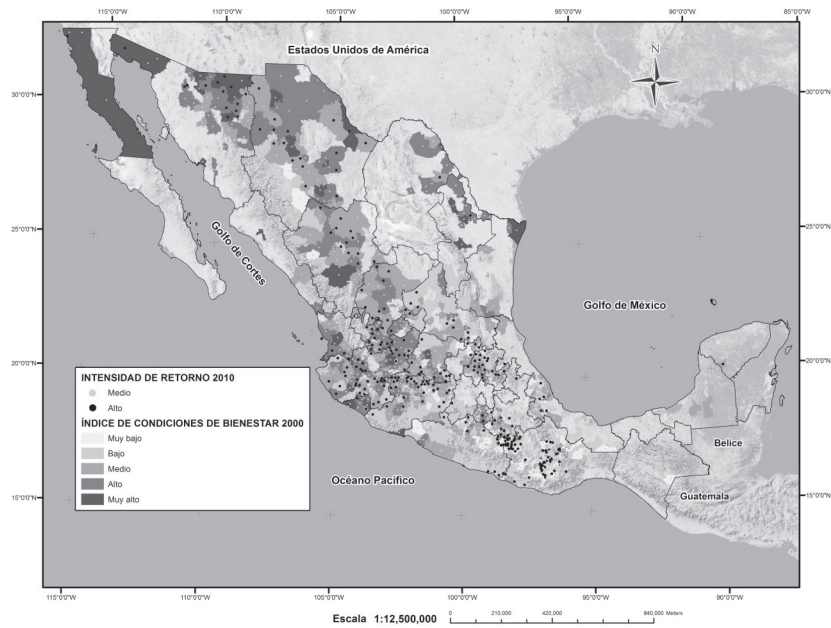 115°0'0"O
110°0'0"O
105°0'0"O
100°0'0"O
95°0'0"O
90°0'0"O
85°0'0"O
Estados Unidos de América
N
30°0'0"N
30°0'0"N
25°0'0"N
25°0'0"N
Golfo de Cortes
Golfo de México
20°0'0"N
20°0'0"N
INTENSIDAD DE RETORNO 2010
Medio
Alto
ÍNDICE DE CONDICIONES DE BIENESTAR 2000
Muy bajo
Bajo
Medio
Alto
Muy alto
Belice
Océano Pacífico
Guatemala
15°0'0"N
15°0'0"N
115°0'0"O
110°0'0"O
105°0'0"O
100°0'0"O
95°0'0"O
90°0'0"O
Escala 1:12,500,000
0 210,000 420,000 840,000 Meters